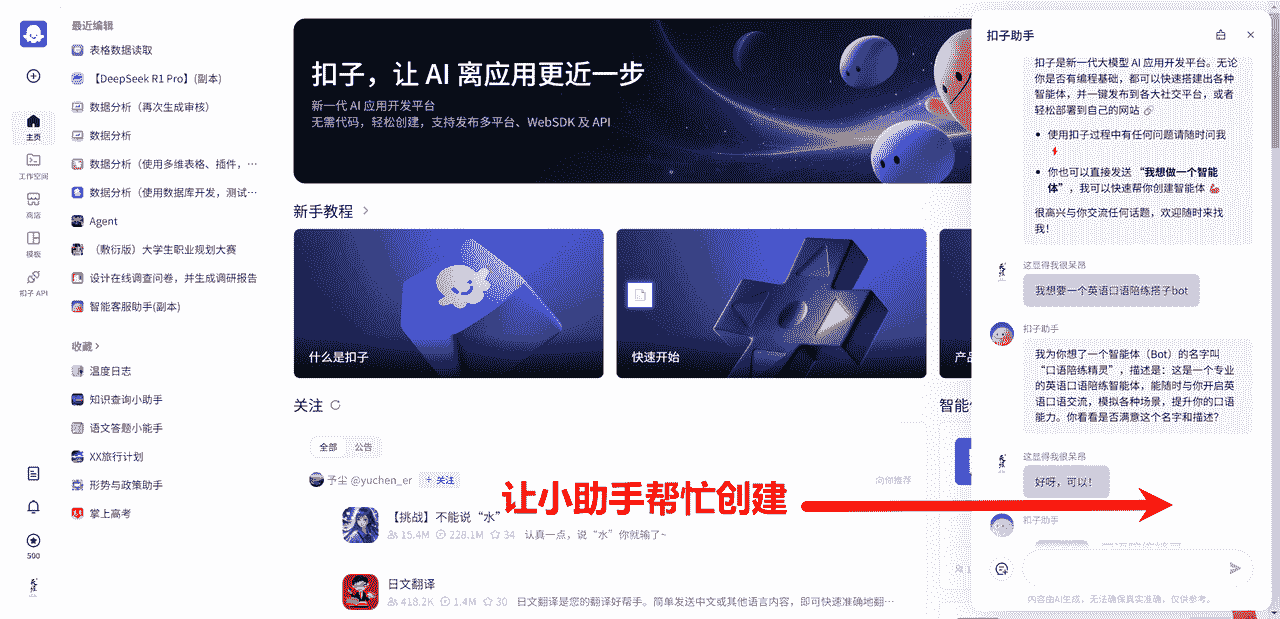 主页
工作空间
商店
模板
扣子 API
500
最近编辑
表格数据读取
【DeepSeek R1 Pro】(副本)
数据分析（再次生成审核）
数据分析
数据分析（使用多维表格、插件，···
数据分析（使用数据库开发，测试···
Agent
（敷衍版）大学生职业规划大赛
设计在线调查问卷，并生成调研报告
智能客服助手(副本)
收藏 >
温度日志
知识查询小助手
语文答题小能手
XX旅行计划
形势与政策助手
掌上高考
扣子，让 AI 离应用更近一步
新一代 AI 应用开发平台
无需代码，轻松创建，支持发布多平台、WebSDK 及 API
新手教程 >
什么是扣子
快速开始
关注
智能
全部 公告
予尘 @yuchen_er + 关注
向你推荐
【挑战】不能说“水”
15.4M 228.1M 34 认真一点，说“水”你就输了~
日文翻译
418.2K 1.4M 30 日文翻译是您的翻译好帮手。简单发送中文或其他语言内容，即可快速准确地翻···
让小助手帮忙创建
扣子助手
扣子是新一代大模型 AI 应用开发平台。无论
你是否有编程基础，都可以快速搭建出各种
智能体，并一键发布到各大社交平台，或者
轻松部署到自己的网站
使用扣子过程中有任何问题请随时问我
你也可以直接发送 “我想做一个智能
体”，我可以快速帮你创建智能体
很高兴与你交流任何话题，欢迎随时来找
我！
这显得我很呆昂
我想要一个英语口语陪练搭子bot
扣子助手
我为你想了一个智能体（Bot）的名字叫
“口语陪练精灵”，描述是：这是一个专业
的英语口语陪练智能体，能随时与你开启英
语口语交流，模拟各种场景，提升你的口语
能力。你看看是否满意这个名字和描述？
这显得我很呆昂
好呀，可以！
扣子助手
内容由AI生成，无法确保真实准确，仅供参考。